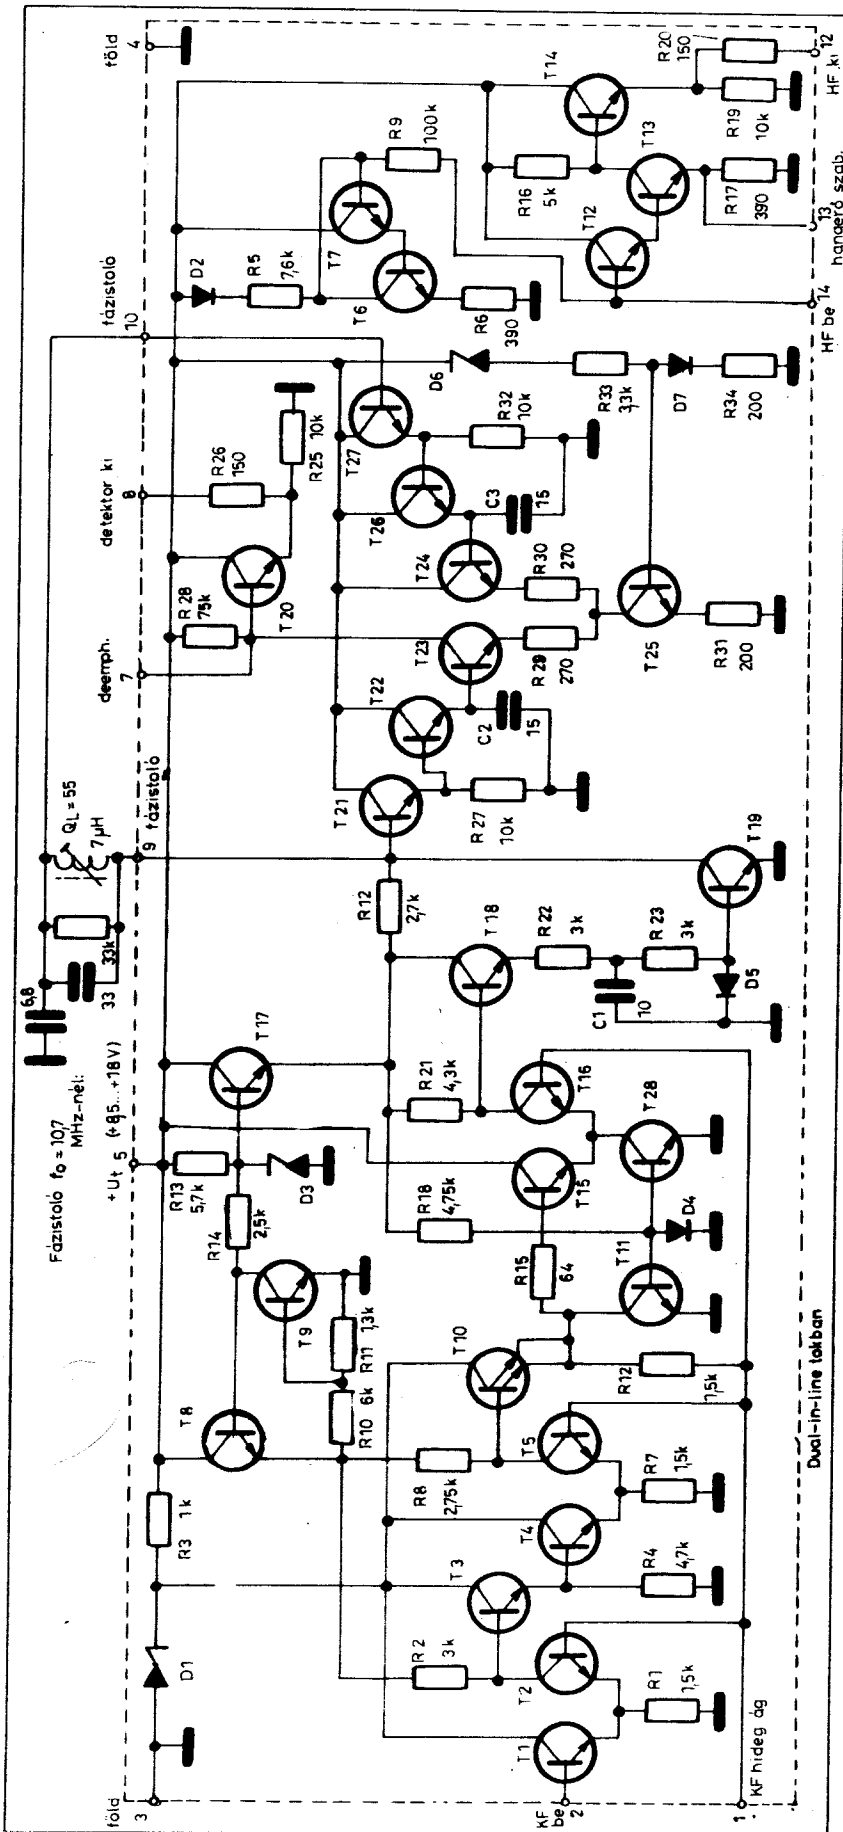 Fázistoló f₀ = 10,7
MHz-nél:
6,8
33
33k
QL = 55
7µH
föld
3
+Ut 5 (+8,5...+18V)
9 fázistoló
deemph.
7
detektor ki
8
fázistoló
10
föld
4
D1
R3
1k
T8
R14
2,5k
R13
5,7k
D3
T17
T9
R10
6k
R11
1,3k
R28
75k
T20
R26
150
R25
10k
D2
R5
7,6k
T7
R9
100k
T6
R6
390
T14
R20
150
R19
10k
12
HF ki
R16
5k
T13
T12
R17
390
13
hangerő szab.
14
HF be
R2
3k
T3
R8
2,75k
T10
R18
4,75k
R21
4,3k
R12
2,7k
T18
T21
T22
T23
T24
T26
T27
R27
10k
C2
15
R29
270
R30
270
C3
15
R32
10k
D6
R33
3,3k
D7
R34
200
T25
R31
200
R22
3k
C1
10
R23
3k
D5
T19
T1
T2
R1
1,5k
T4
R4
4,7k
T5
R7
1,5k
R12
1,5k
R15
64
T15
T16
T11
D4
T28
KF
be
2
1
KF hideg ág
Dual-in-line tokban